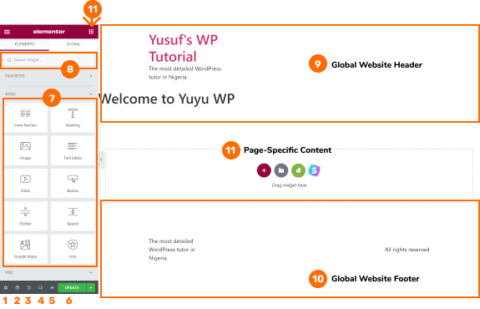 11
elementor
ELEMENTS GLOBAL
Search Widget...
8
FAVORITES
7
BASIC
Inner Section
Heading
Image
Text Editor
Video
Button
Divider
Spacer
Google Maps
Icon
PRO
UPDATE
1 2 3 4 5 6
Yusuf's WP
Tutorial
The most detailed WordPress
tutor in Nigeria
9 Global Website Header
Welcome to Yuyu WP
11 Page-Specific Content
Drag widget here
The most detailed
WordPress tutor in
Nigeria
All rights reserved
10 Global Website Footer